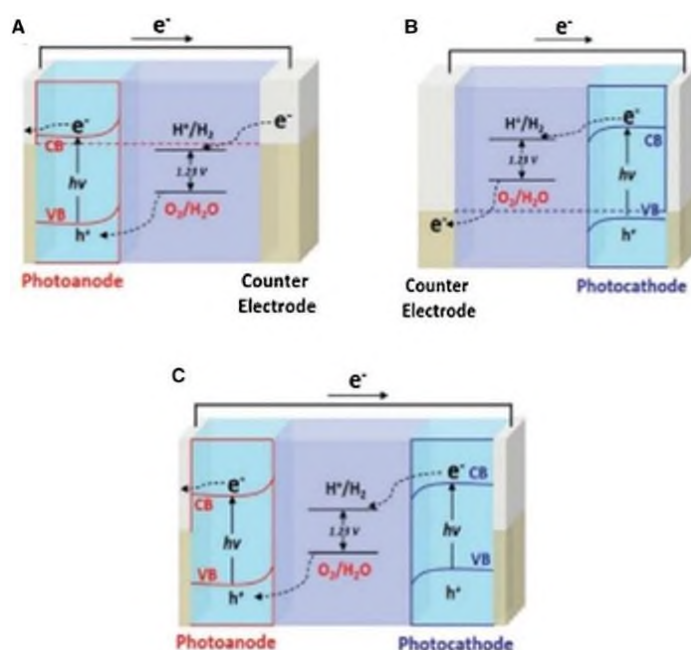 A
e⁻
e⁻
CB
hν
VB
h⁺
H⁺/H₂
1.23 V
O₂/H₂O
e⁻
Photoanode
Counter
Electrode
B
e⁻
H⁺/H₂
1.23 V
O₂/H₂O
e⁻
e⁻
CB
hν
VB
h⁺
Counter
Electrode
Photocathode
C
e⁻
e⁻
CB
hν
VB
h⁺
H⁺/H₂
1.23 V
O₂/H₂O
e⁻
CB
hν
VB
h⁺
Photoanode
Photocathode